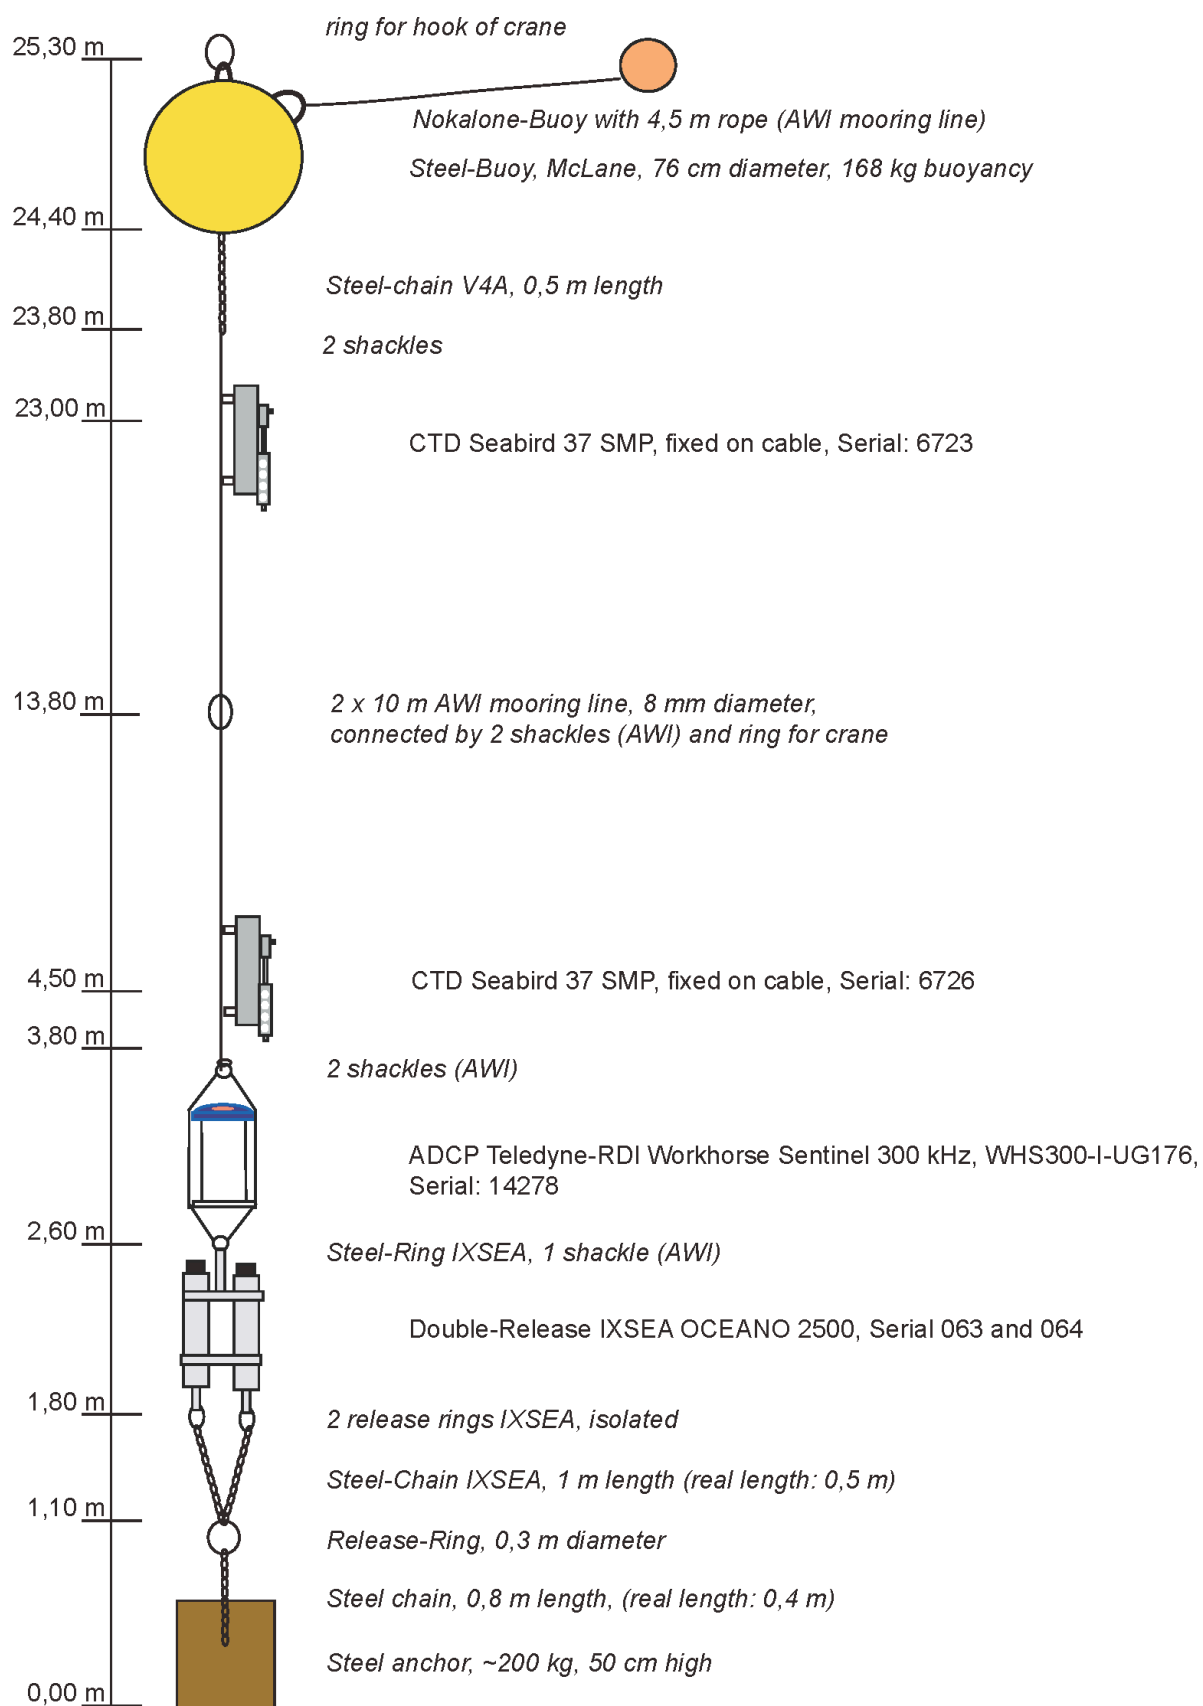 ring for hook of crane
25,30 m
Nokalone-Buoy with 4,5 m rope (AWI mooring line)
Steel-Buoy, McLane, 76 cm diameter, 168 kg buoyancy
24,40 m
Steel-chain V4A, 0,5 m length
23,80 m
2 shackles
23,00 m
CTD Seabird 37 SMP, fixed on cable, Serial: 6723
13,80 m
2 x 10 m AWI mooring line, 8 mm diameter,
connected by 2 shackles (AWI) and ring for crane
4,50 m
CTD Seabird 37 SMP, fixed on cable, Serial: 6726
3,80 m
2 shackles (AWI)
ADCP Teledyne-RDI Workhorse Sentinel 300 kHz, WHS300-I-UG176,
Serial: 14278
2,60 m
Steel-Ring IXSEA, 1 shackle (AWI)
Double-Release IXSEA OCEANO 2500, Serial 063 and 064
1,80 m
2 release rings IXSEA, isolated
Steel-Chain IXSEA, 1 m length (real length: 0,5 m)
1,10 m
Release-Ring, 0,3 m diameter
Steel chain, 0,8 m length, (real length: 0,4 m)
Steel anchor, ~200 kg, 50 cm high
0,00 m